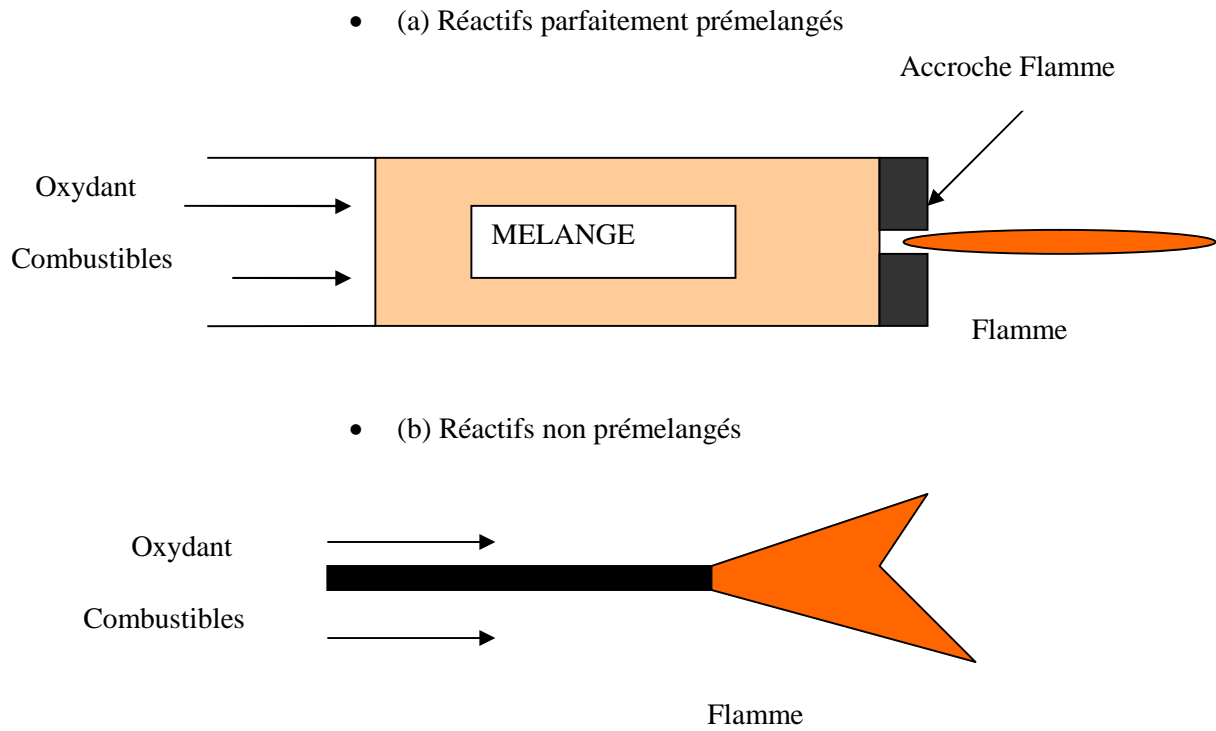 • (a) Réactifs parfaitement prémelangés
Accroche Flamme
Oxydant
MELANGE
Combustibles
Flamme
• (b) Réactifs non prémelangés
Oxydant
Combustibles
Flamme